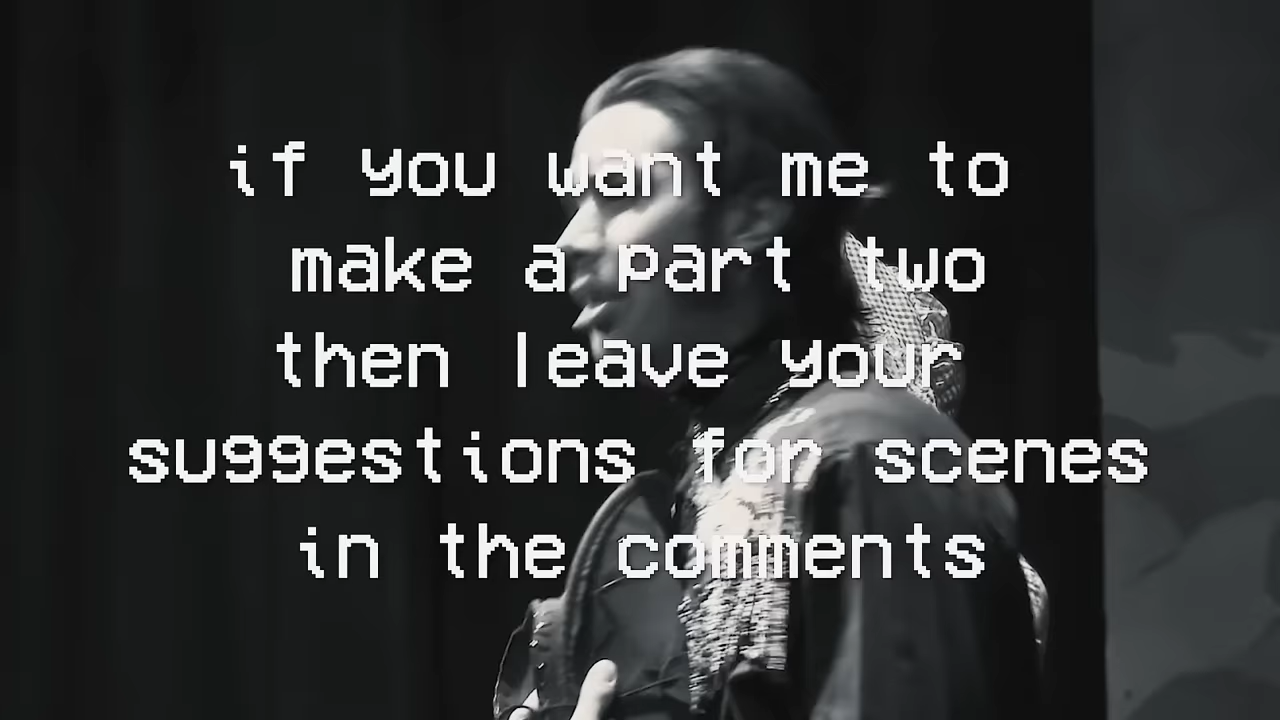 if you want me to
make a part two
then leave your
suggestions for scenes
in the comments